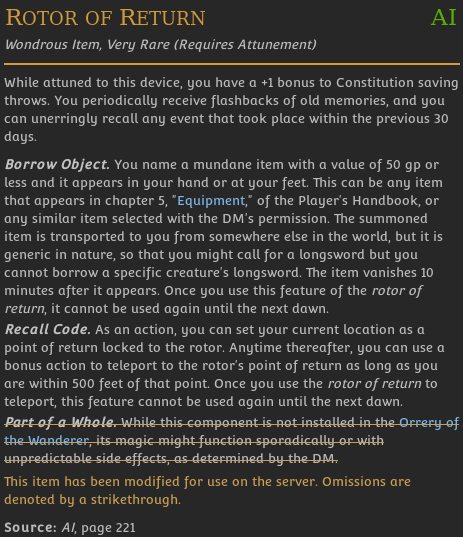 Rotor of Return AI
Wondrous Item, Very Rare (Requires Attunement)
While attuned to this device, you have a +1 bonus to Constitution saving
throws. You periodically receive flashbacks of old memories, and you
can unerringly recall any event that took place within the previous 30
days.
Borrow Object. You name a mundane item with a value of 50 gp or
less and it appears in your hand or at your feet. This can be any item
that appears in chapter 5, "Equipment," of the Player's Handbook, or
any similar item selected with the DM's permission. The summoned
item is transported to you from somewhere else in the world, but it is
generic in nature, so that you might call for a longsword but you
cannot borrow a specific creature's longsword. The item vanishes 10
minutes after it appears. Once you use this feature of the rotor of
return, it cannot be used again until the next dawn.
Recall Code. As an action, you can set your current location as a
point of return locked to the rotor. Anytime thereafter, you can use a
bonus action to teleport to the rotor's point of return as long as you
are within 500 feet of that point. Once you use the rotor of return to
teleport, this feature cannot be used again until the next dawn.
Part of a Whole. While this component is not installed in the Orrery of
the Wanderer, its magic might function sporadically or with
unpredictable side effects, as determined by the DM.
This item has been modified for use on the server. Omissions are
denoted by a strikethrough.
Source: AI, page 221